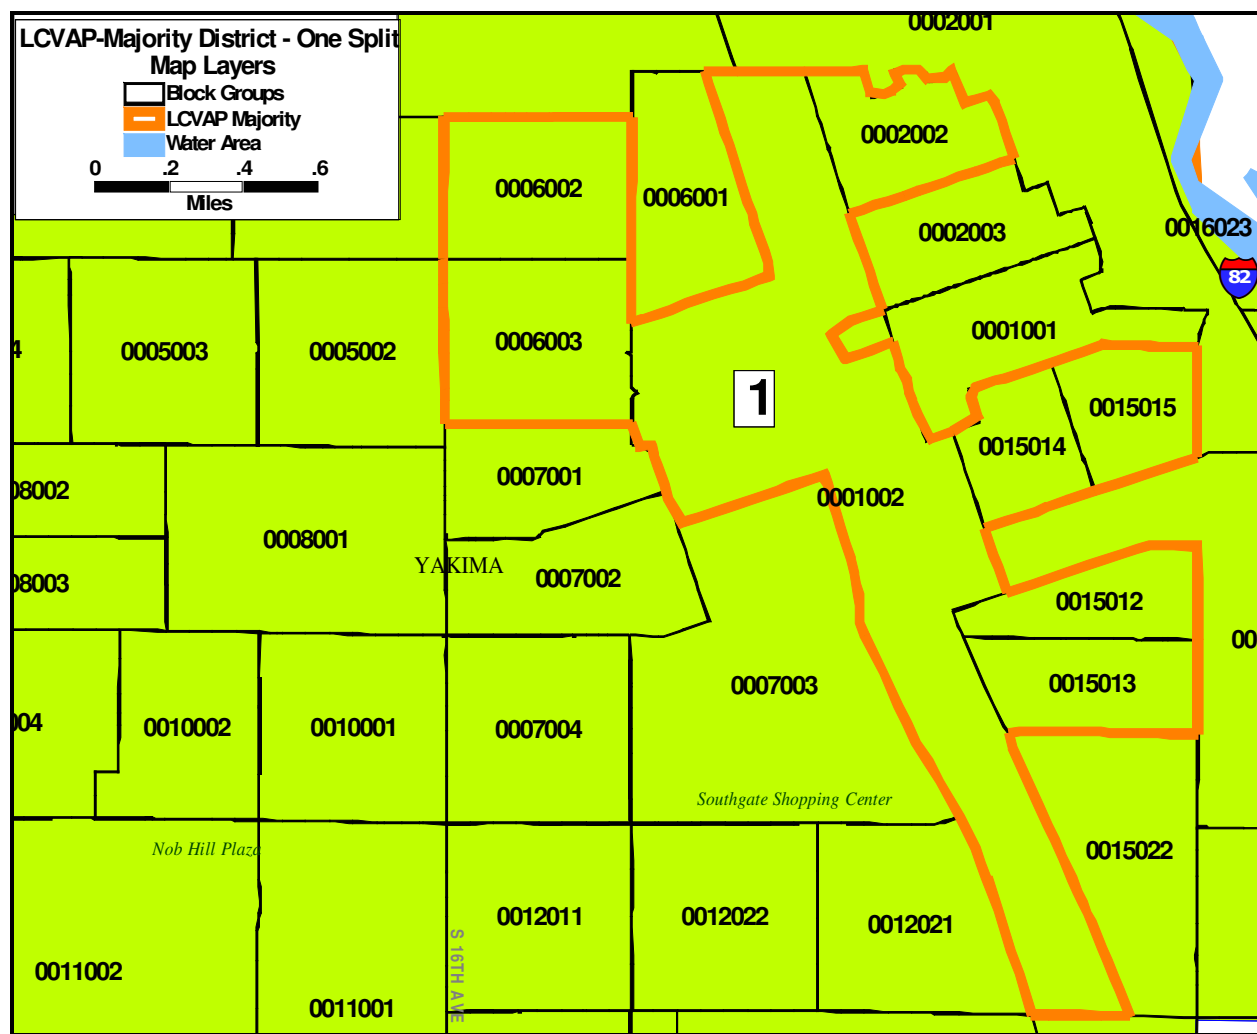 LCVAP-Majority District - One Split
Map Layers
Block Groups
LCVAP Majority
Water Area
0 .2 .4 .6
Miles
0002001
0002002
0006002
0006001
0002003
0016023
82
0001001
0006003
4 0005003 0005002
1
0015015
0015014
0007001
08002
0001002
0008001
YAKIMA
0007002
08003
0015012
00
0015013
0007003
004
0010002 0010001 0007004
Southgate Shopping Center
Nob Hill Plaza
0015022
0012011 0012022 0012021
S 16TH AVE
0011002
0011001